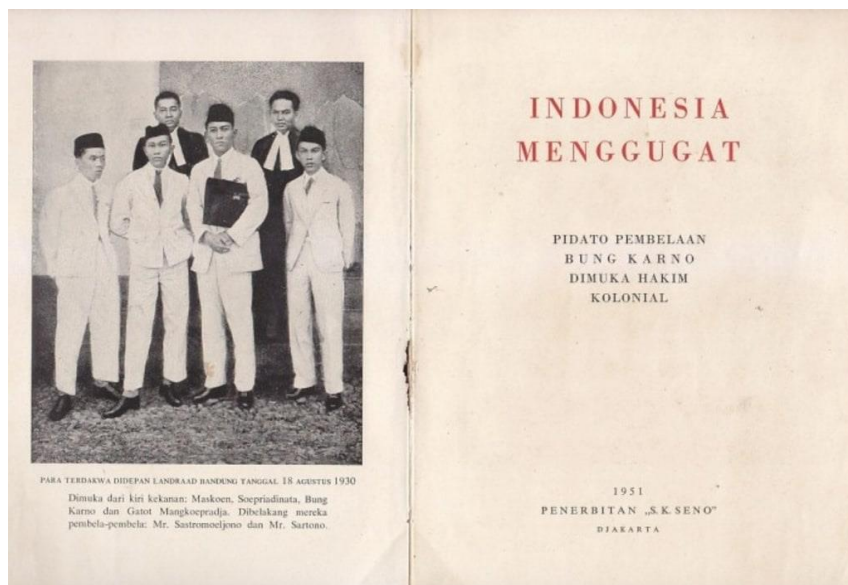 PARA TERDAKWA DIDEPAN LANDRAAD BANDUNG TANGGAL 18 AGUSTUS 1930
Dimuka dari kiri kekanan: Maskoen, Soepriadinata, Bung
Karno dan Gatot Mangkoepradja. Dibelakang mereka
pembela-pembela: Mr. Sastromoeljono dan Mr. Sartono.
INDONESIA
MENGGUGAT
PIDATO PEMBELAAN
BUNG KARNO
DIMUKA HAKIM
KOLONIAL
1951
PENERBITAN „S.K. SENO"
DJAKARTA